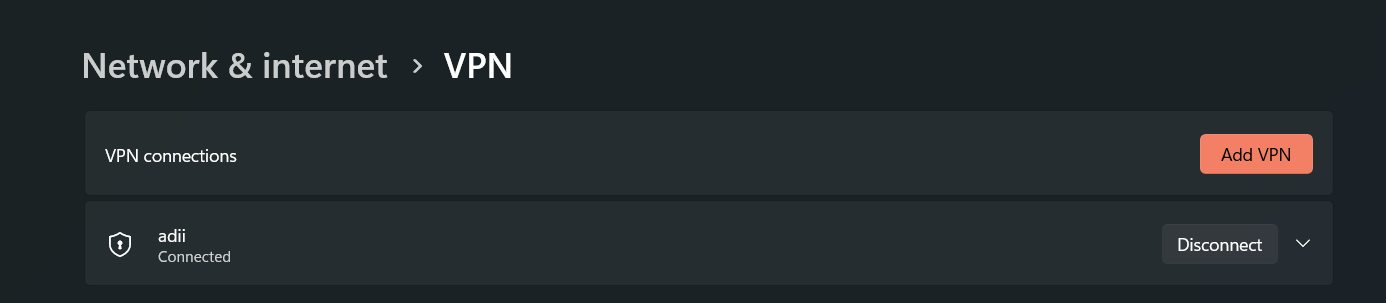 Network & internet > VPN
VPN connections
Add VPN
adii
Connected
Disconnect